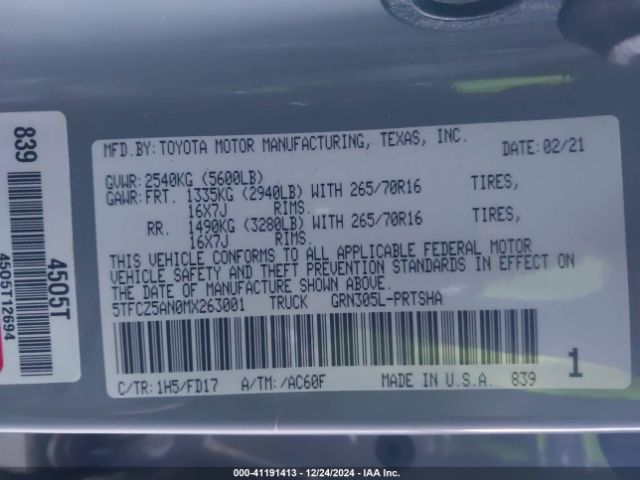 839
4505T
4505T12694
MFD.BY:TOYOTA MOTOR MANUFACTURING, TEXAS, INC. DATE:02/21
GVWR:2540KG (5600LB)
GAWR:FRT. 1335KG (2940LB) WITH 265/70R16 TIRES,
16X7J RIMS.
RR. 1490KG (3280LB) WITH 265/70R16 TIRES,
16X7J RIMS.
THIS VEHICLE CONFORMS TO ALL APPLICABLE FEDERAL MOTOR
VEHICLE SAFETY AND THEFT PREVENTION STANDARDS IN EFFECT ON
THE DATE OF MANUFACTURE SHOWN ABOVE.
5TFCZ5AN0MX263001 TRUCK GRN305L-PRTSHA
C/TR:1H5/FD17 A/TM:/AC60F MADE IN U.S.A. 839 1
000-41191413 - 12/24/2024 - IAA Inc.